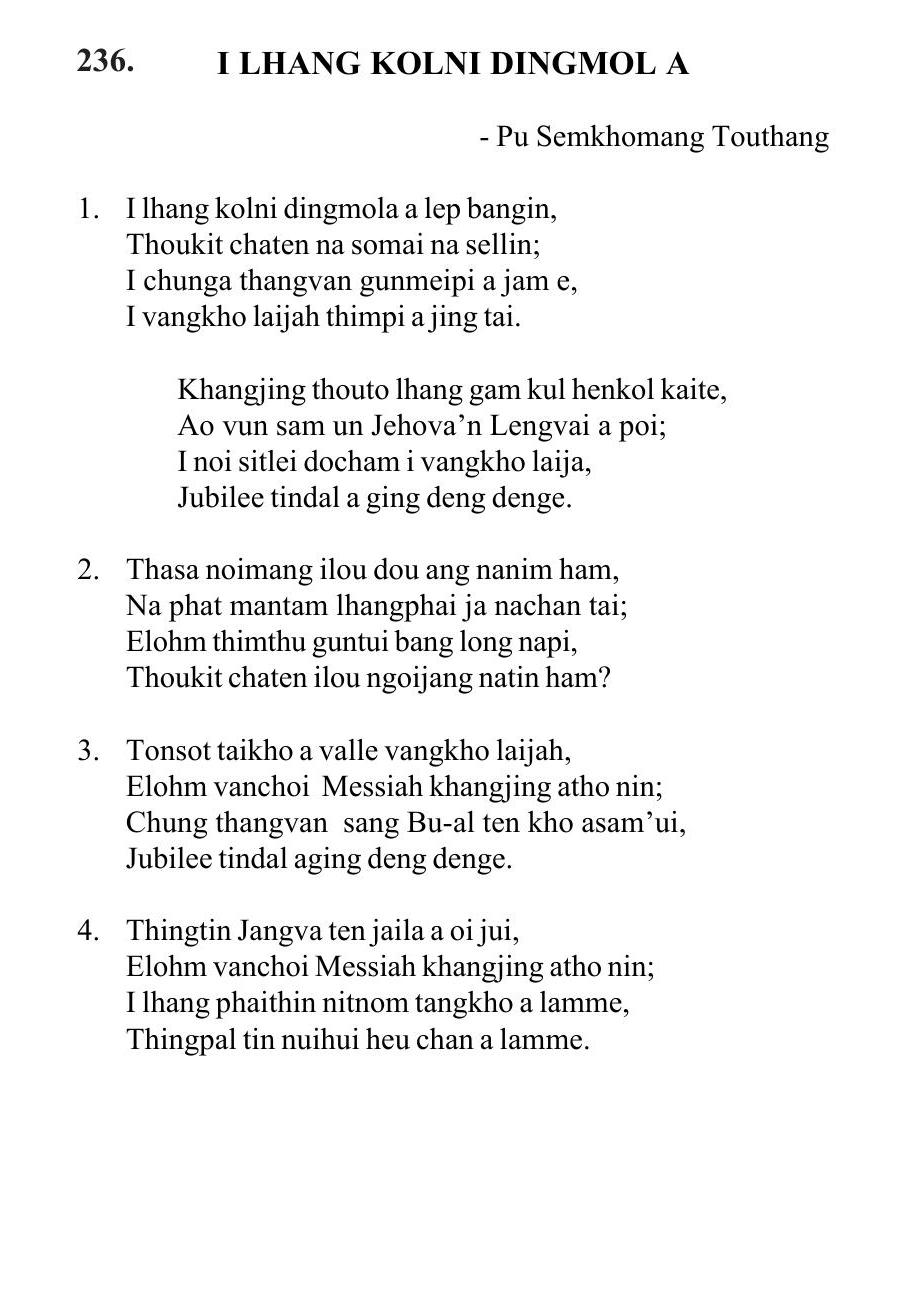 236. I LHANG KOLNI DINGMOL A
- Pu Semkhomang Touthang
1. I lhang kolni dingmola a lep bangin,
Thoukit chaten na somai na sellin;
I chunga thangvan gunmeipi a jam e,
I vangkho laijah thimpi a jing tai.
Khangjing thouto lhang gam kul henkol kaite,
Ao vun sam un Jehova’n Lengvai a poi;
I noi sitlei docham i vangkho laija,
Jubilee tindal a ging deng denge.
2. Thasa noimang ilou dou ang nanim ham,
Na phat mantam lhangphai ja nachan tai;
Elohm thimthu guntui bang long napi,
Thoukit chaten ilou ngoijang natin ham?
3. Tonsot taikho a valle vangkho laijah,
Elohm vanchoi Messiah khangjing atho nin;
Chung thangvan sang Bu-al ten kho asam’ui,
Jubilee tindal aging deng denge.
4. Thingtin Jangva ten jaila a oi jui,
Elohm vanchoi Messiah khangjing atho nin;
I lhang phaithin nitnom tangkho a lamme,
Thingpal tin nuihui heu chan a lamme.